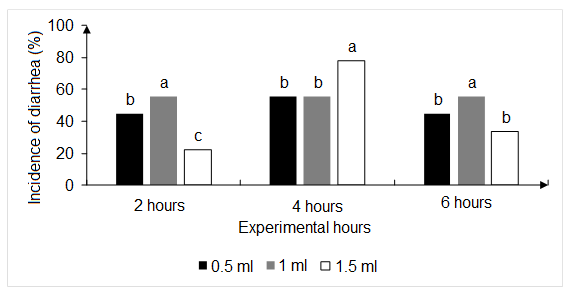 Incidence of diarrhea (%)
100
80
60
40
20
0
b a c
b b a
b a b
2 hours 4 hours 6 hours
Experimental hours
0.5 ml 1 ml 1.5 ml